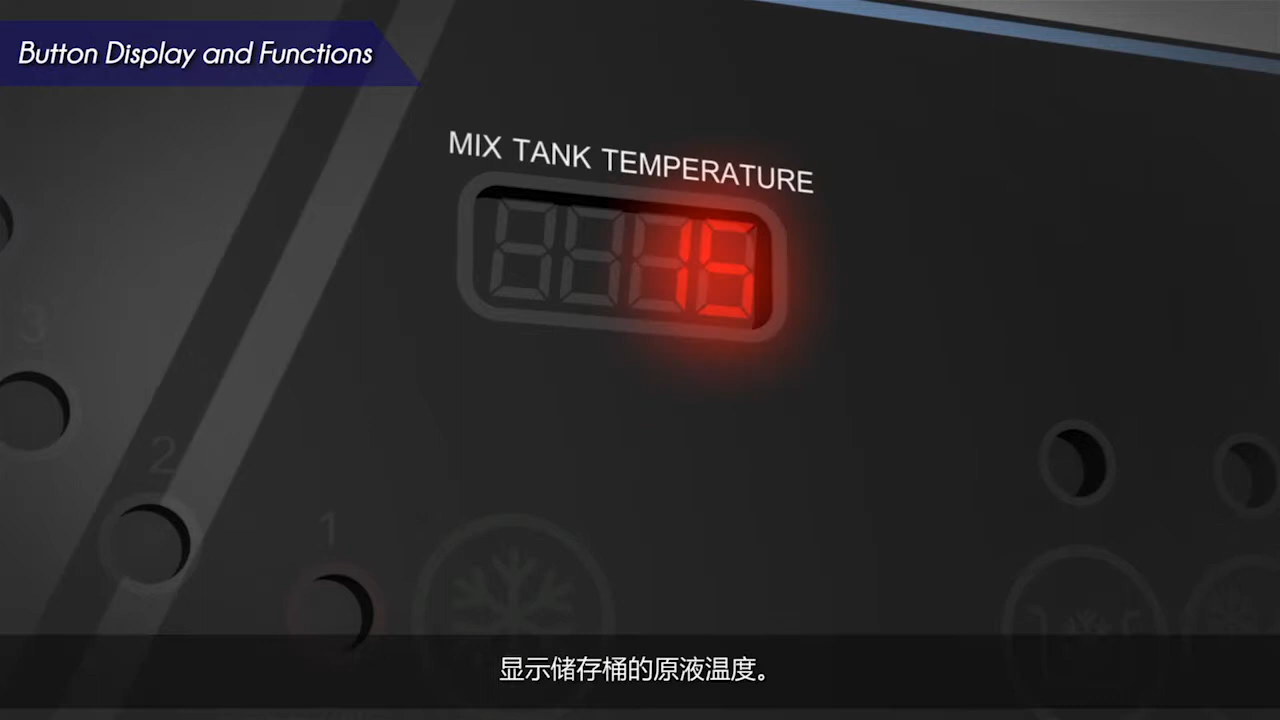 Button Display and Functions
MIX TANK TEMPERATURE
15
3
2
1
显示储存桶的原液温度。